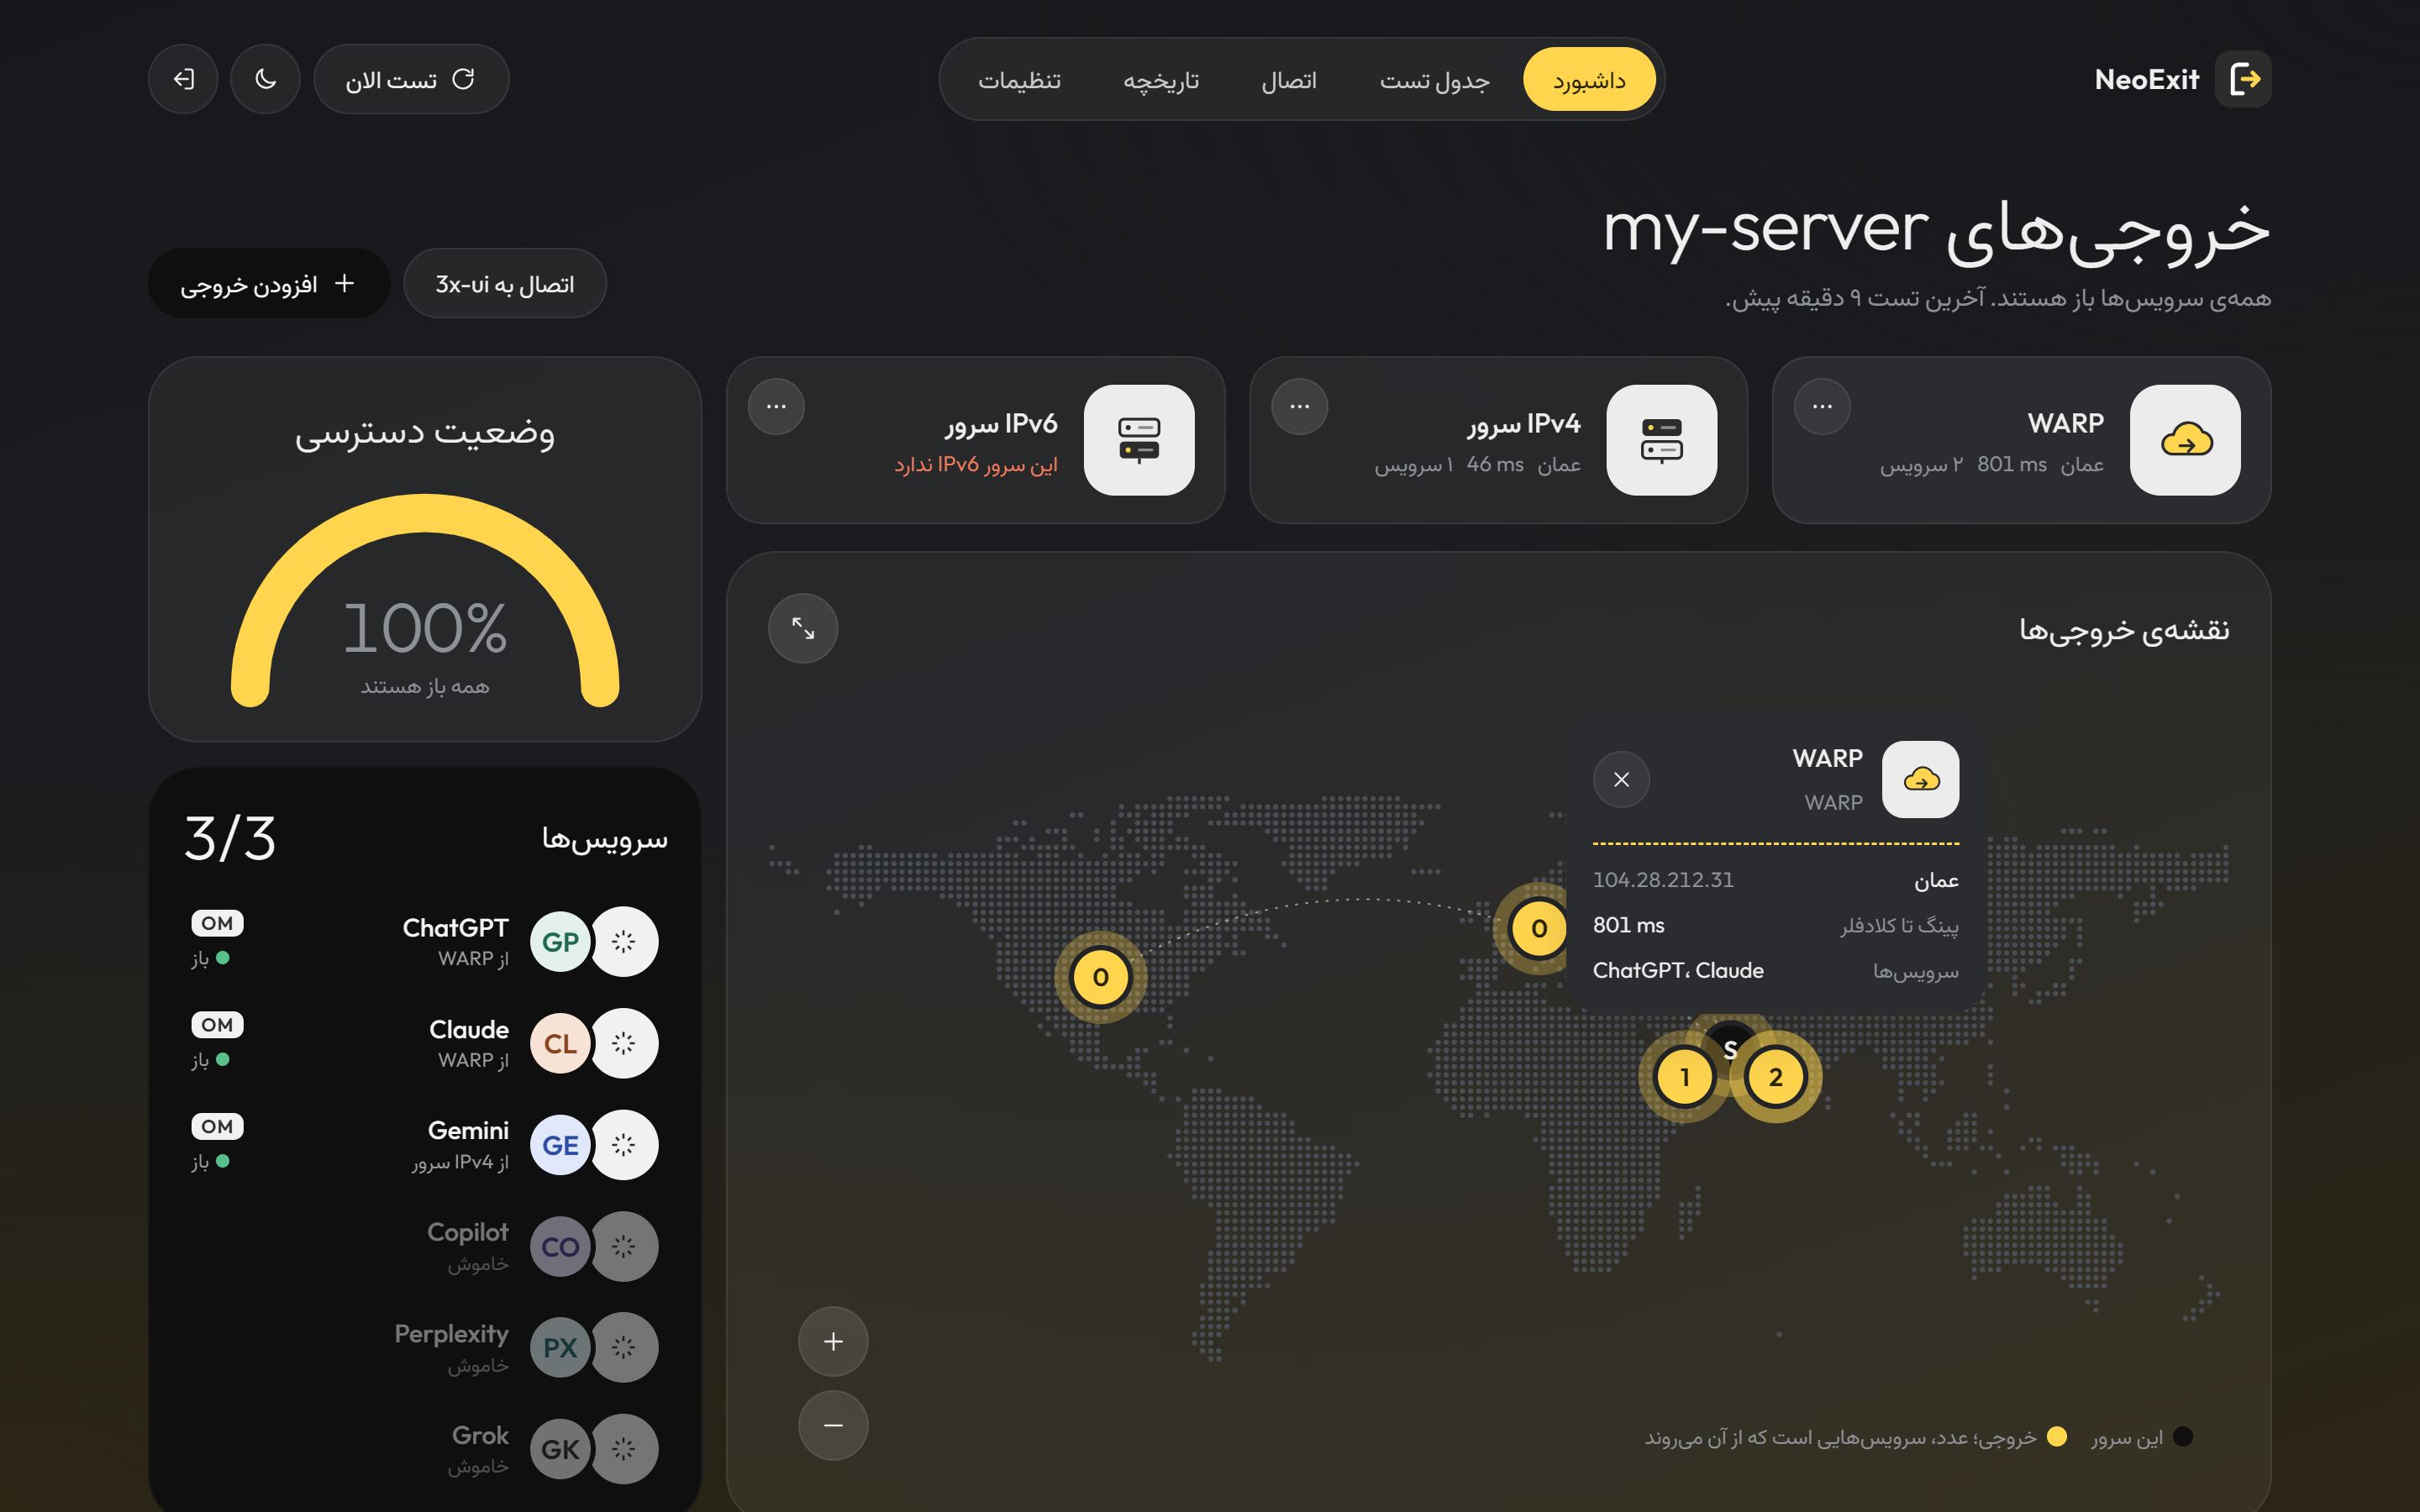 NeoExit
داشبورد
جدول تست
اتصال
تاریخچه
تنظیمات
تست الان
خروجی‌های my-server
همه‌ی سرویس‌ها باز هستند. آخرین تست ۹ دقیقه پیش.
اتصال به 3x-ui
افزودن خروجی
WARP
عمان 801 ms ۲ سرویس
IPv4 سرور
عمان 46 ms ۱ سرویس
IPv6 سرور
این سرور IPv6 ندارد
وضعیت دسترسی
100%
همه باز هستند
نقشه‌ی خروجی‌ها
WARP
WARP
عمان 104.28.212.31
پینگ تا کلادفلر 801 ms
سرویس‌ها ChatGPT، Claude
0
0
S
1
2
این سرور
خروجی؛ عدد، سرویس‌هایی است که از آن می‌روند
سرویس‌ها 3/3
GP ChatGPT OM
از WARP باز
CL Claude OM
از WARP باز
GE Gemini OM
از IPv4 سرور باز
CO Copilot
خاموش
PX Perplexity
خاموش
GK Grok
خاموش